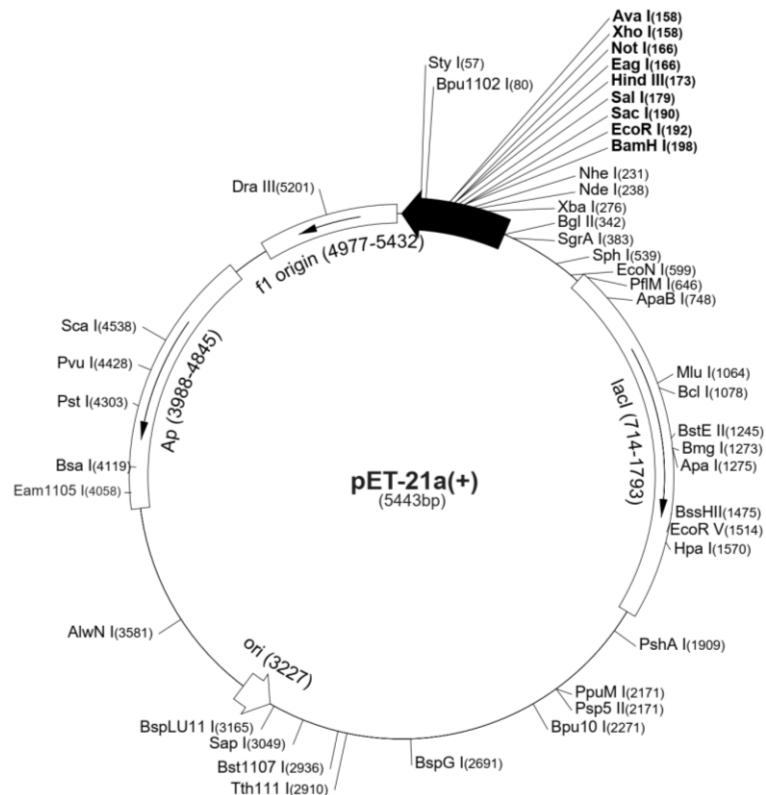 Ava I(158)
Xho I(158)
Not I(166)
Eag I(166)
Hind III(173)
Sal I(179)
Sac I(190)
EcoR I(192)
BamH I(198)
Sty I(57)
Bpu1102 I(80)
Nhe I(231)
Nde I(238)
Xba I(276)
Bgl II(342)
SgrA I(383)
Sph I(539)
EcoN I(599)
PflM I(646)
ApaB I(748)
Dra III(5201)
f1 origin (4977-5432)
Sca I(4538)
Pvu I(4428)
Pst I(4303)
Bsa I(4119)
Eam1105 I(4058)
Ap (3988-4845)
lacI (714-1793)
Mlu I(1064)
Bcl I(1078)
BstE II(1245)
Bmg I(1273)
Apa I(1275)
BssHII(1475)
EcoR V(1514)
Hpa I(1570)
pET-21a(+)
(5443bp)
AlwN I(3581)
ori (3227)
PshA I(1909)
PpuM I(2171)
Psp5 II(2171)
Bpu10 I(2271)
BspLU11 I(3165)
Sap I(3049)
Bst1107 I(2936)
Tth111 I(2910)
BspG I(2691)